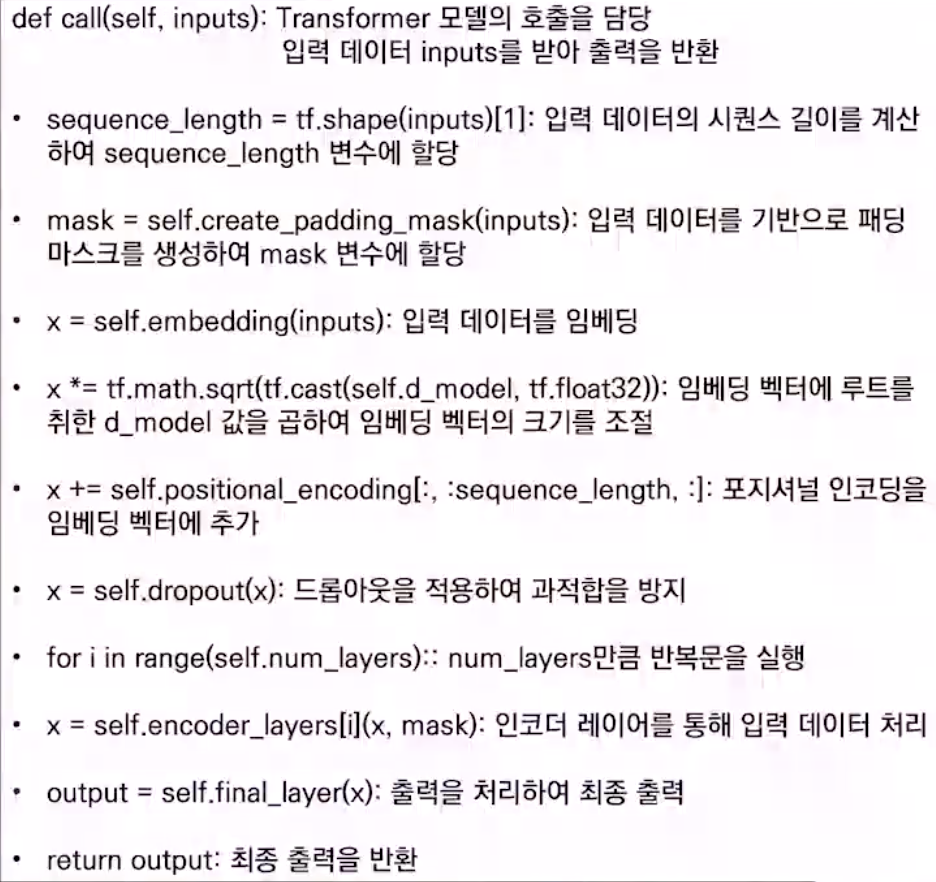 def call(self, inputs): Transformer 모델의 호출을 담당
입력 데이터 inputs를 받아 출력을 반환
• sequence_length = tf.shape(inputs)[1]: 입력 데이터의 시퀀스 길이를 계산
하여 sequence_length 변수에 할당
• mask = self.create_padding_mask(inputs): 입력 데이터를 기반으로 패딩
마스크를 생성하여 mask 변수에 할당
• x = self.embedding(inputs): 입력 데이터를 임베딩
• x *= tf.math.sqrt(tf.cast(self.d_model, tf.float32)): 임베딩 벡터에 루트를
취한 d_model 값을 곱하여 임베딩 벡터의 크기를 조절
• x += self.positional_encoding[:, :sequence_length, :]: 포지셔널 인코딩을
임베딩 벡터에 추가
• x = self.dropout(x): 드롭아웃을 적용하여 과적합을 방지
• for i in range(self.num_layers):: num_layers만큼 반복문을 실행
• x = self.encoder_layers[i](x, mask): 인코더 레이어를 통해 입력 데이터 처리
• output = self.final_layer(x): 출력을 처리하여 최종 출력
• return output: 최종 출력을 반환